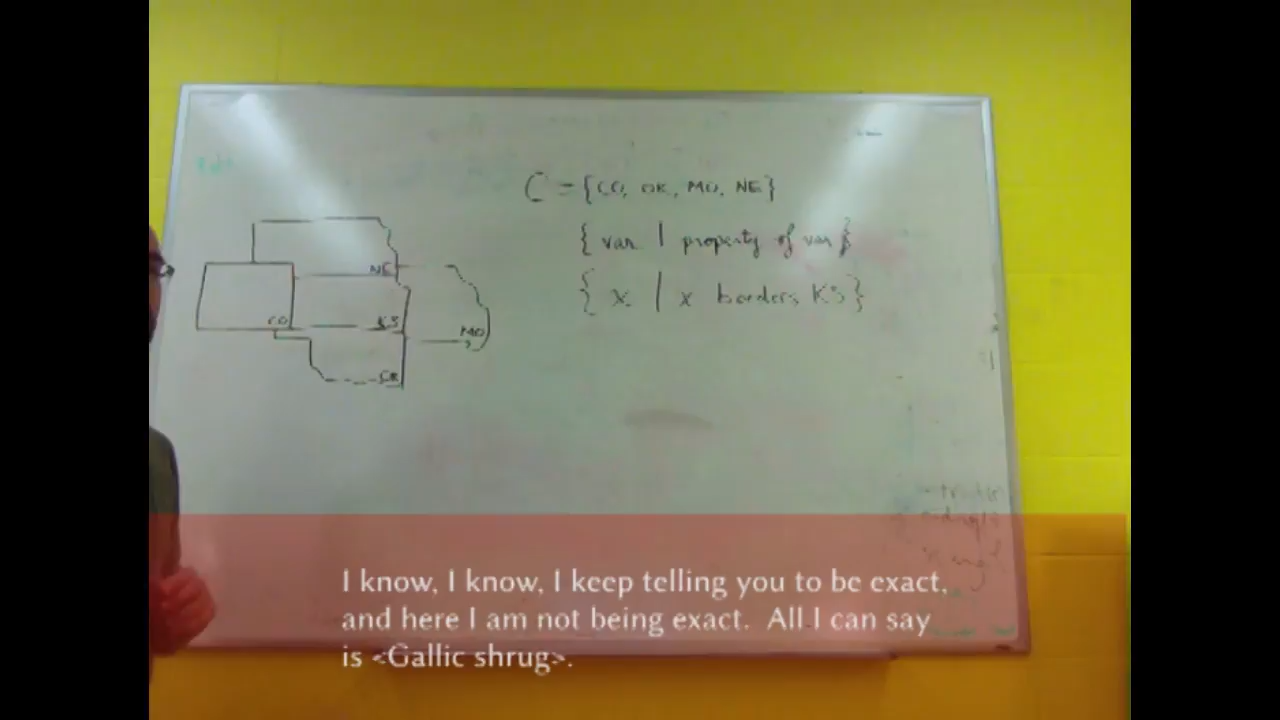 C = {CO, OK, MO, NE}
{ var | property of var }
{ x | x borders KS }
NE
CO
KS
MO
OK
I know, I know, I keep telling you to be exact,
and here I am not being exact. All I can say
is <Gallic shrug>.